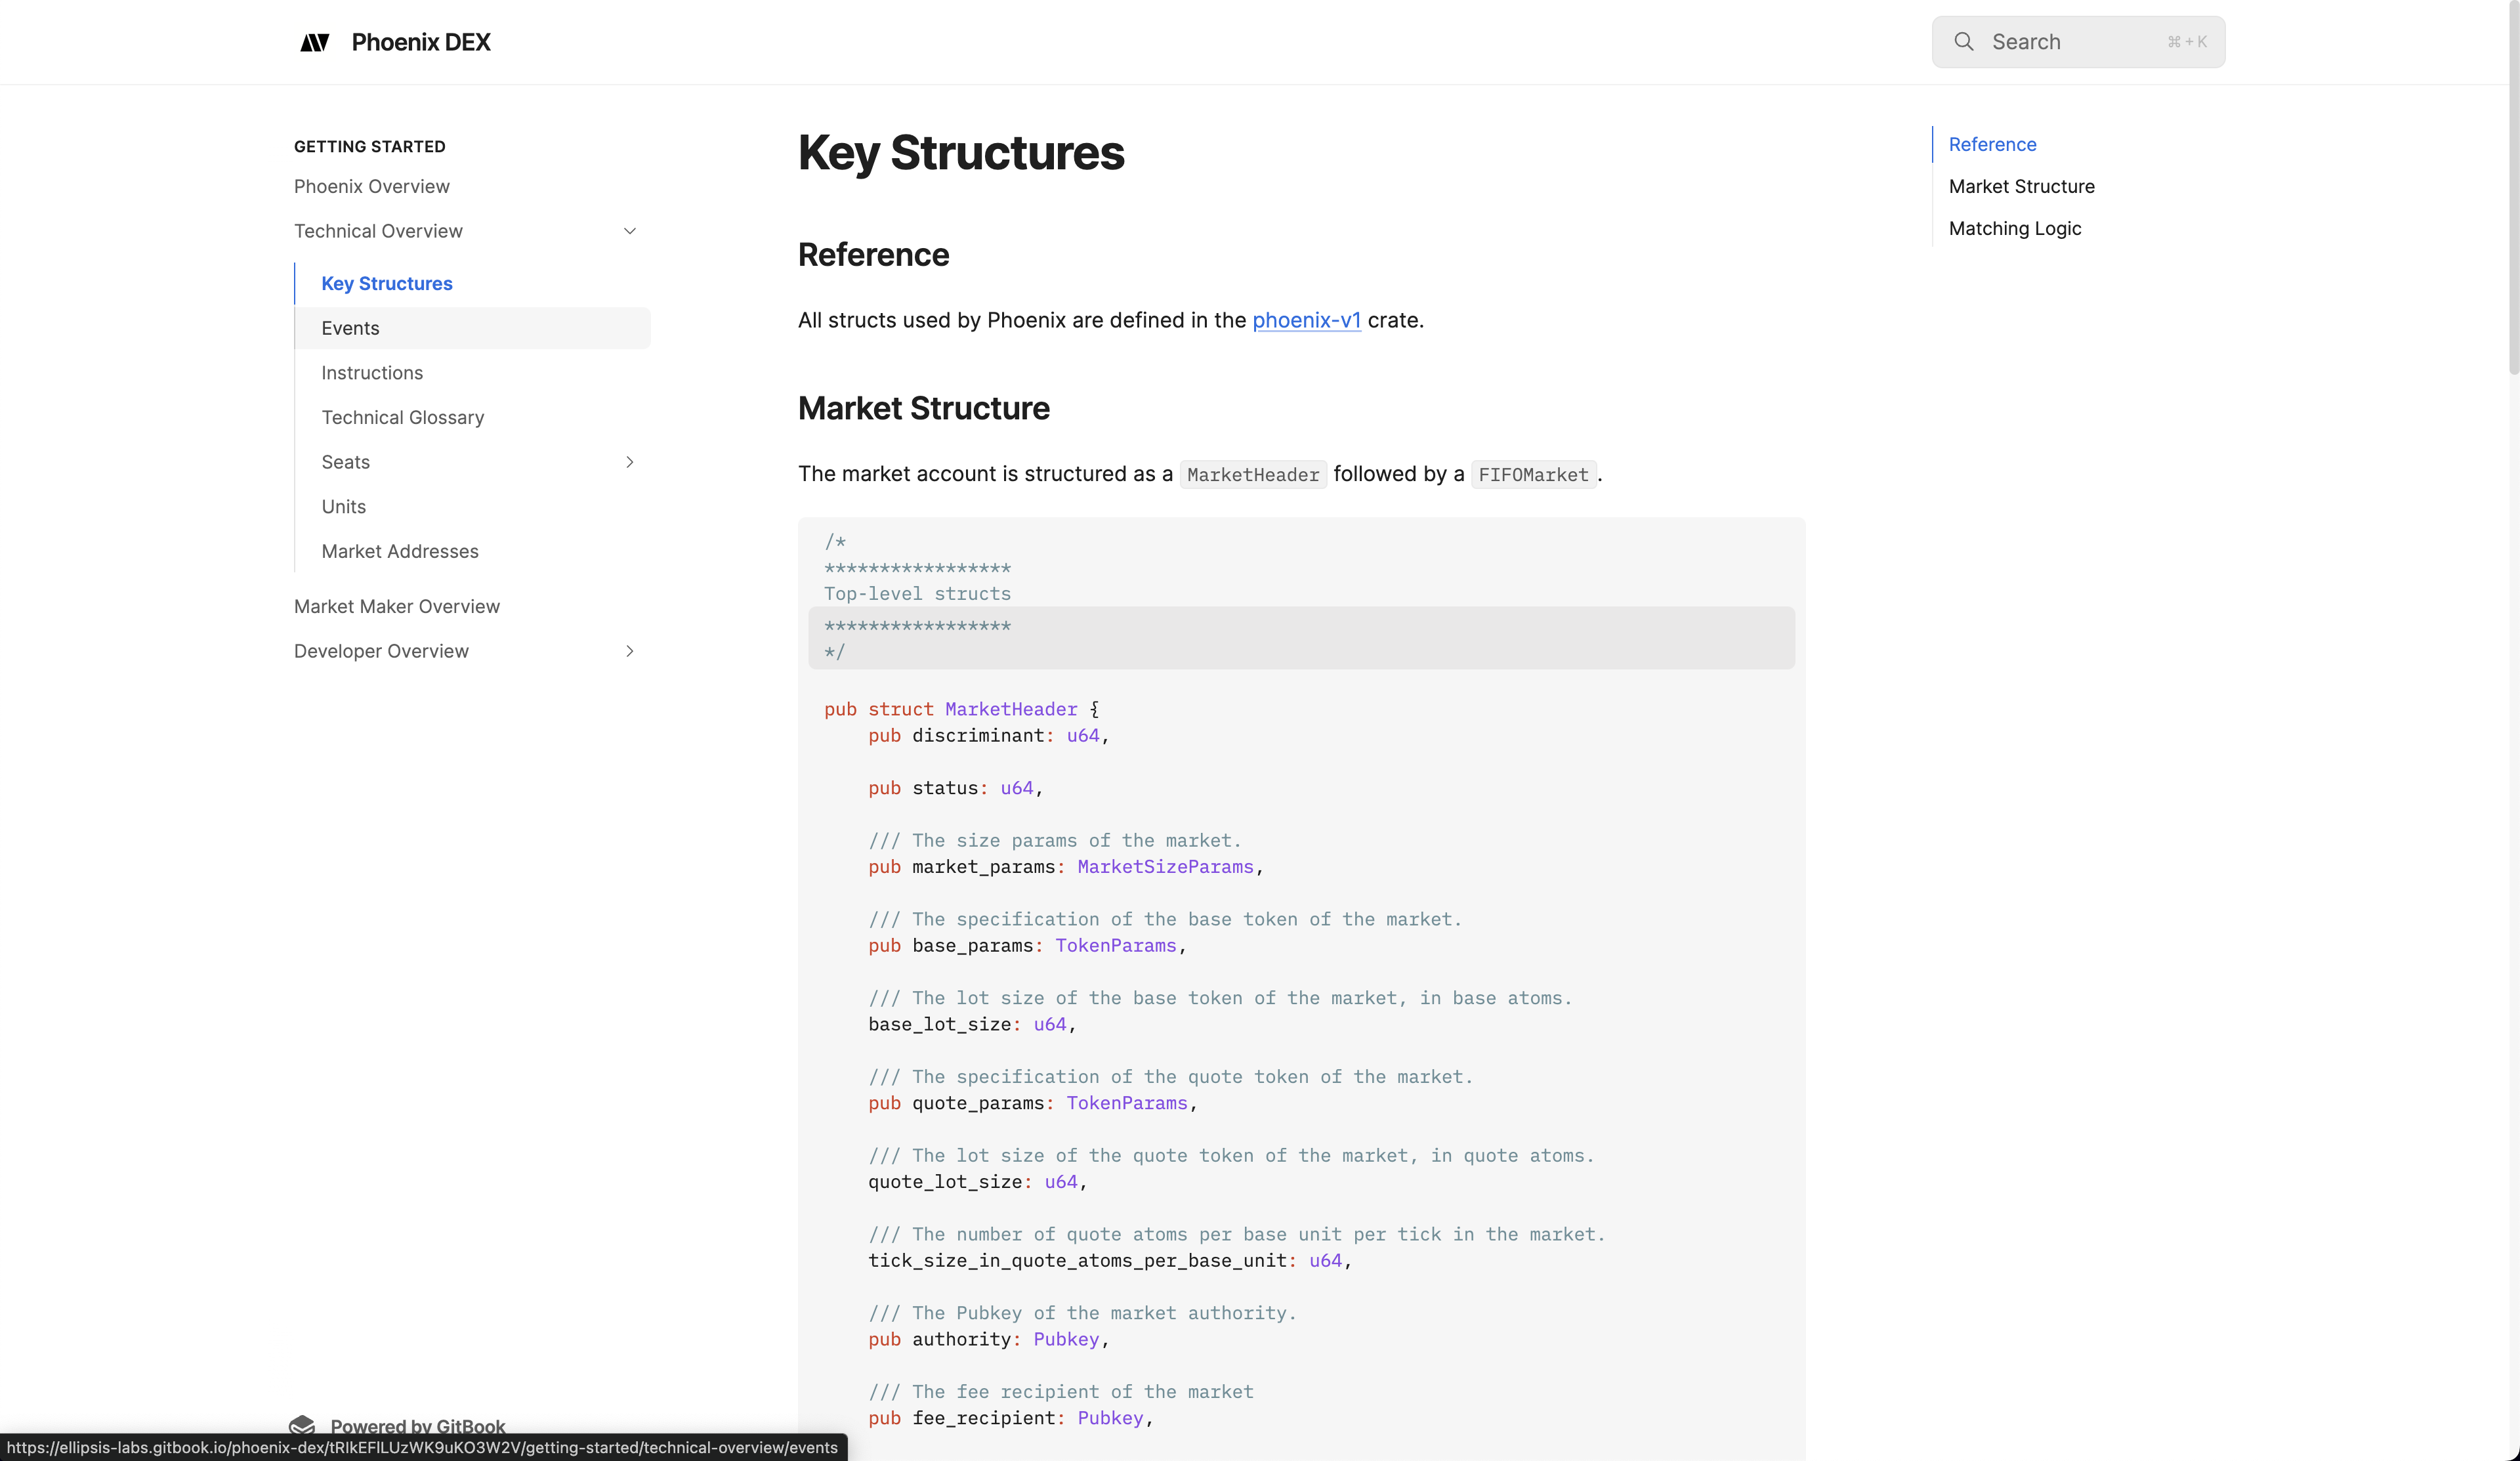 Phoenix DEX
Search
⌘ + K
GETTING STARTED
Phoenix Overview
Technical Overview
Key Structures
Events
Instructions
Technical Glossary
Seats
Units
Market Addresses
Market Maker Overview
Developer Overview
Powered by GitBook
https://ellipsis-labs.gitbook.io/phoenix-dex/tRIkEFlLUzWK9uKO3W2V/getting-started/technical-overview/events
Key Structures
Reference
All structs used by Phoenix are defined in the phoenix-v1 crate.
Market Structure
The market account is structured as a MarketHeader followed by a FIFOMarket.
/*
*****************
Top-level structs
*****************
*/
pub struct MarketHeader {
    pub discriminant: u64,
    pub status: u64,
    /// The size params of the market.
    pub market_params: MarketSizeParams,
    /// The specification of the base token of the market.
    pub base_params: TokenParams,
    /// The lot size of the base token of the market, in base atoms.
    base_lot_size: u64,
    /// The specification of the quote token of the market.
    pub quote_params: TokenParams,
    /// The lot size of the quote token of the market, in quote atoms.
    quote_lot_size: u64,
    /// The number of quote atoms per base unit per tick in the market.
    tick_size_in_quote_atoms_per_base_unit: u64,
    /// The Pubkey of the market authority.
    pub authority: Pubkey,
    /// The fee recipient of the market
    pub fee_recipient: Pubkey,
Reference
Market Structure
Matching Logic